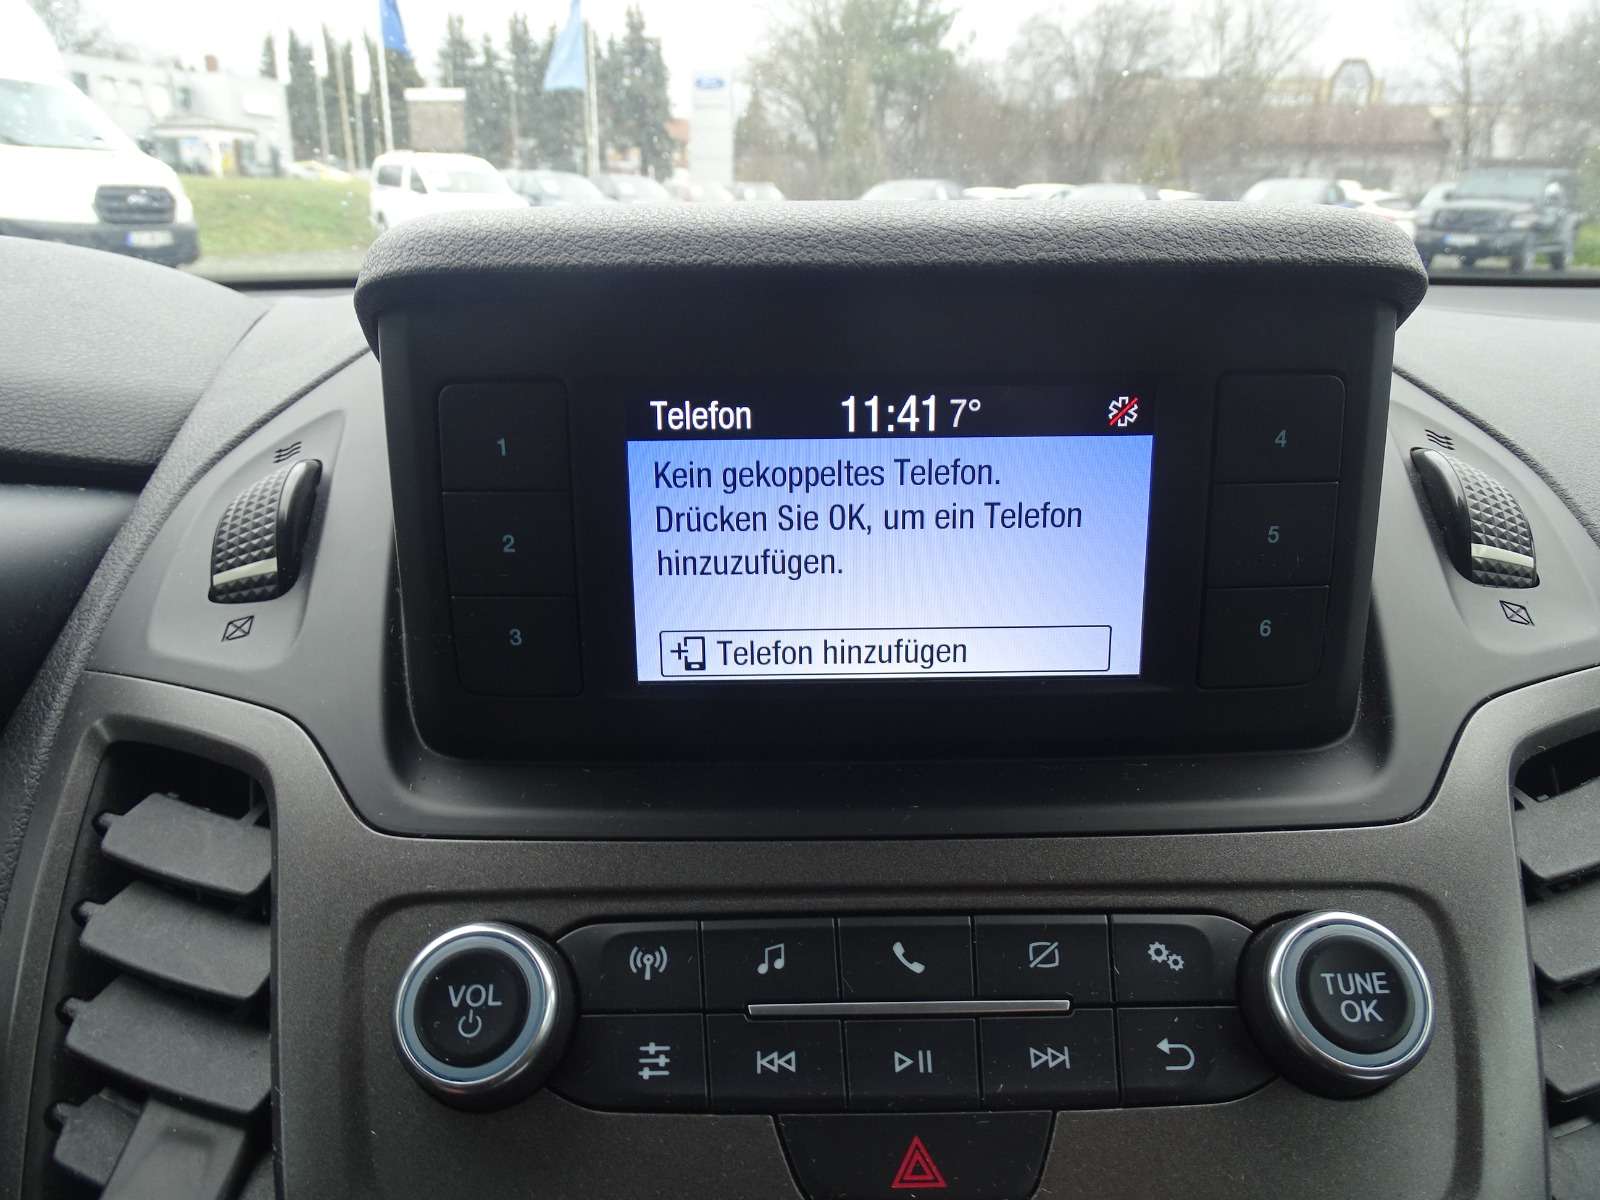 Telefon 11:41 7°
Kein gekoppeltes Telefon.
Drücken Sie OK, um ein Telefon
hinzuzufügen.
Telefon hinzufügen
1
2
3
4
5
6
VOL
TUNE
OK